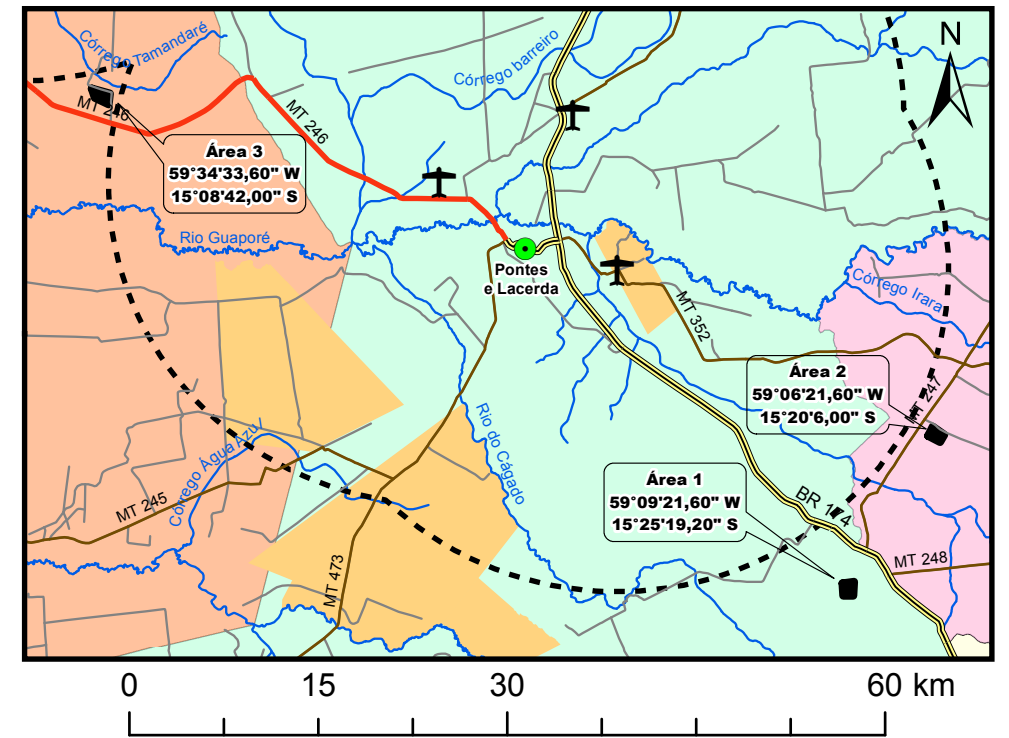 Córrego Tamandaré
Córrego barreiro
N
MT 246
MT 246
Área 3
59°34'33,60" W
15°08'42,00" S
Rio Guaporé
Pontes
e Lacerda
Córrego Irara
MT 352
Área 2
59°06'21,60" W
15°20'6,00" S
MT 247
Rio do Cágado
Córrego Água Azul
Área 1
59°09'21,60" W
15°25'19,20" S
BR 174
MT 245
MT 473
MT 248
0 15 30 60 km